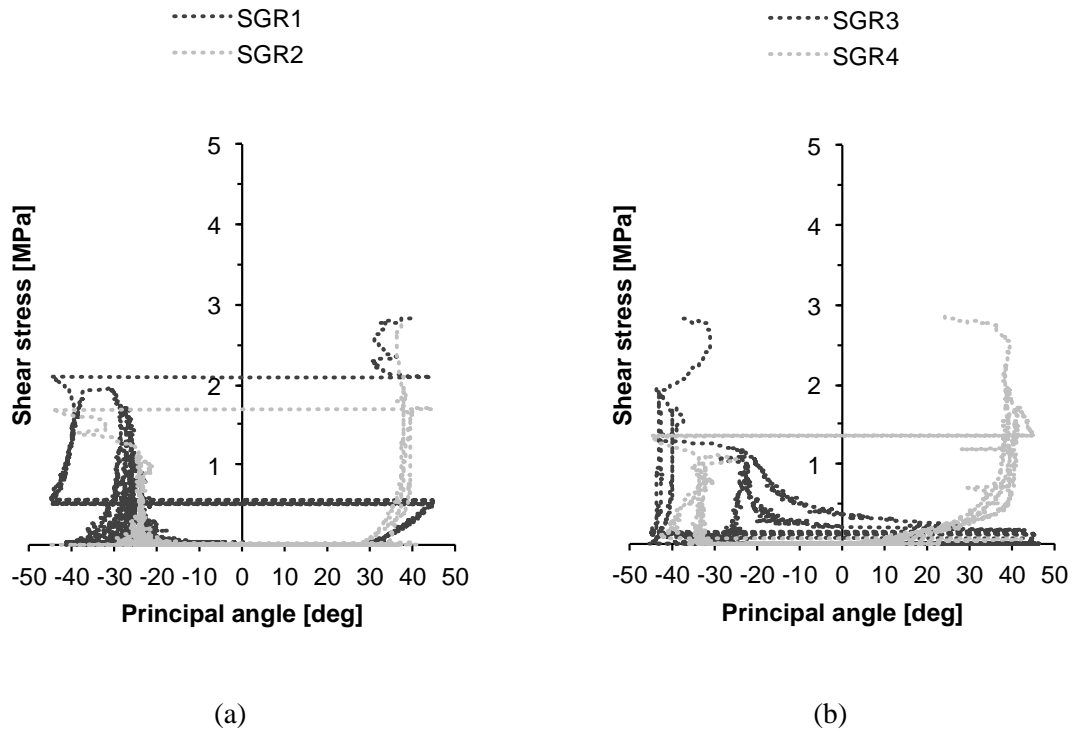 SGR1
SGR2
5
4
3
2
1
-50 -40 -30 -20 -10 0 10 20 30 40 50
Shear stress [MPa]
Principal angle [deg]
(a)
SGR3
SGR4
5
4
3
2
1
-50 -40 -30 -20 -10 0 10 20 30 40 50
Shear stress [MPa]
Principal angle [deg]
(b)